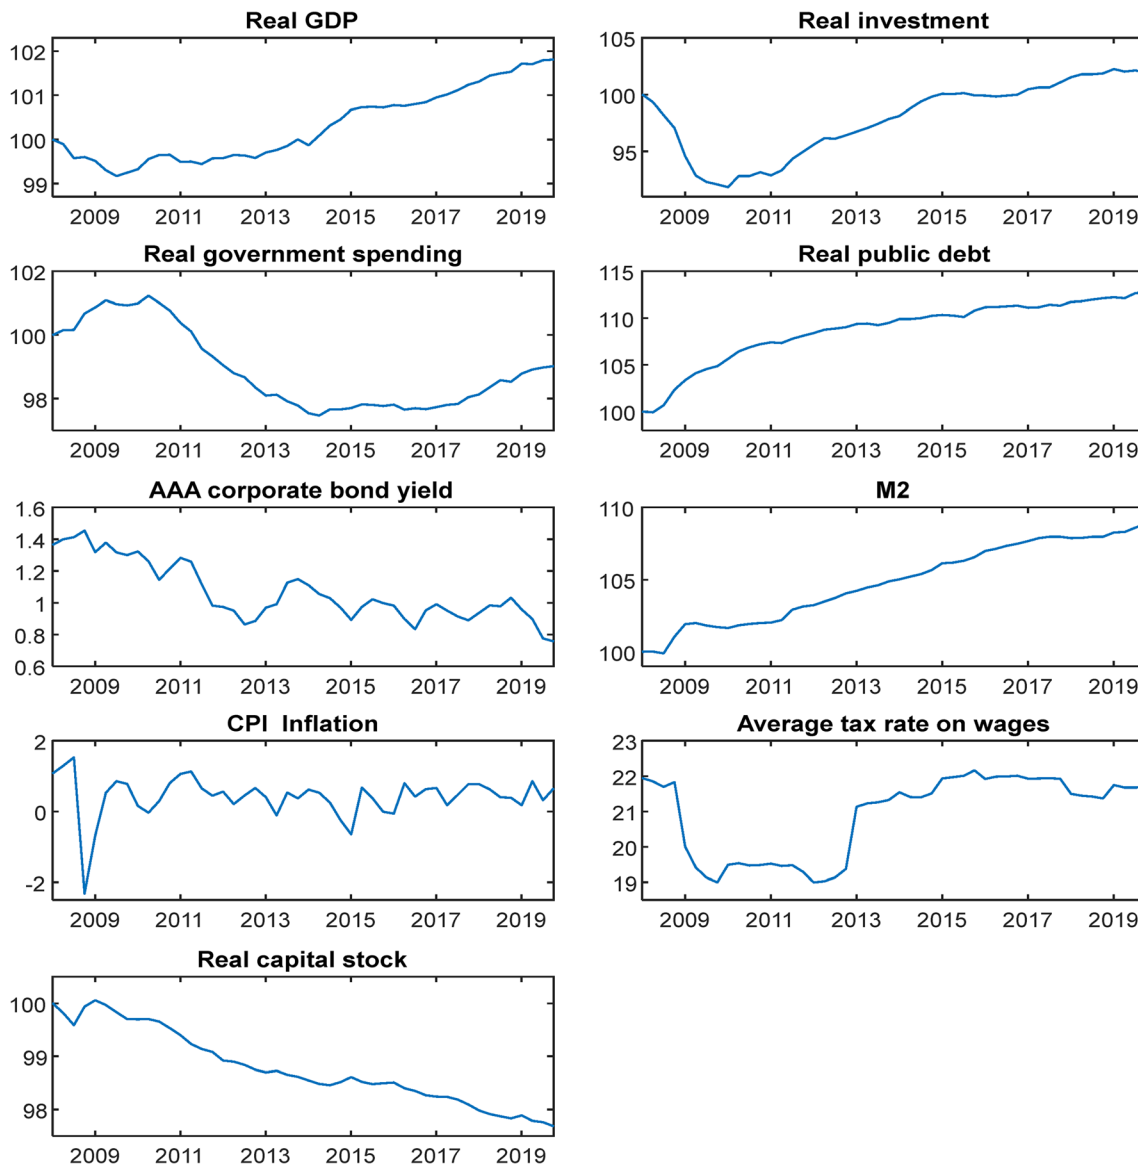 Real GDP
102
101
100
99
2009 2011 2013 2015 2017 2019
Real investment
105
100
95
2009 2011 2013 2015 2017 2019
Real government spending
102
100
98
2009 2011 2013 2015 2017 2019
Real public debt
115
110
105
100
2009 2011 2013 2015 2017 2019
AAA corporate bond yield
1.6
1.4
1.2
1
0.8
0.6
2009 2011 2013 2015 2017 2019
M2
110
105
100
2009 2011 2013 2015 2017 2019
CPI Inflation
2
0
-2
2009 2011 2013 2015 2017 2019
Average tax rate on wages
23
22
21
20
19
2009 2011 2013 2015 2017 2019
Real capital stock
100
99
98
2009 2011 2013 2015 2017 2019